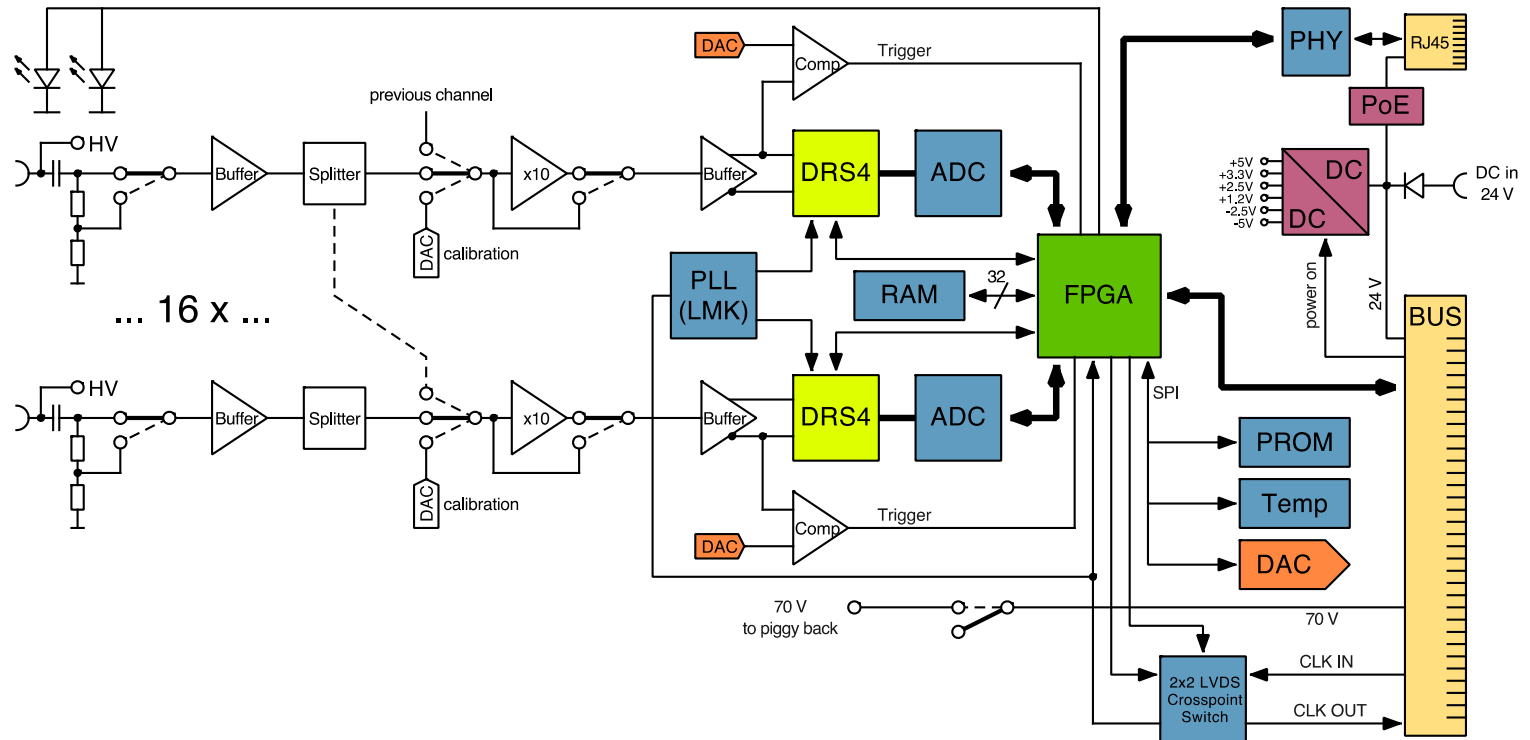 DAC
Comp
Trigger
PHY
RJ45
previous channel
PoE
HV
Buffer
Splitter
x10
Buffer
DRS4
ADC
+5V
+3.3V
+2.5V
+1.2V
-2.5V
-5V
DC
DC
DC in
24 V
DAC
calibration
... 16 x ...
PLL
(LMK)
RAM
32
FPGA
power on
24 V
BUS
HV
Buffer
Splitter
x10
Buffer
DRS4
ADC
SPI
PROM
DAC
calibration
Temp
Comp
Trigger
DAC
DAC
70 V
to piggy back
70 V
2x2 LVDS
Crosspoint
Switch
CLK IN
CLK OUT